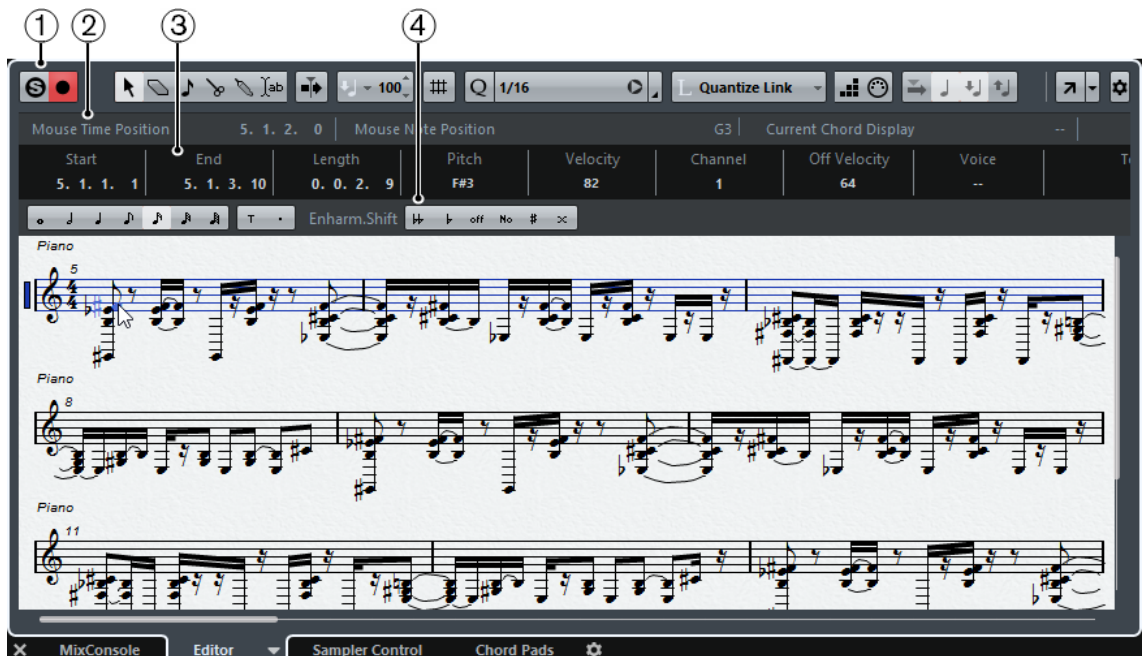 1 2 3 4
S ab 100 Q 1/16 L Quantize Link
Mouse Time Position 5. 1. 2. 0 Mouse Note Position G3 Current Chord Display --
Start End Length Pitch Velocity Channel Off Velocity Voice
5. 1. 1. 1 5. 1. 3. 10 0. 0. 2. 9 F#3 82 1 64 --
T . Enharm.Shift off No # x
Piano
5
4
4
Piano
8
Piano
11
MixConsole Editor Sampler Control Chord Pads